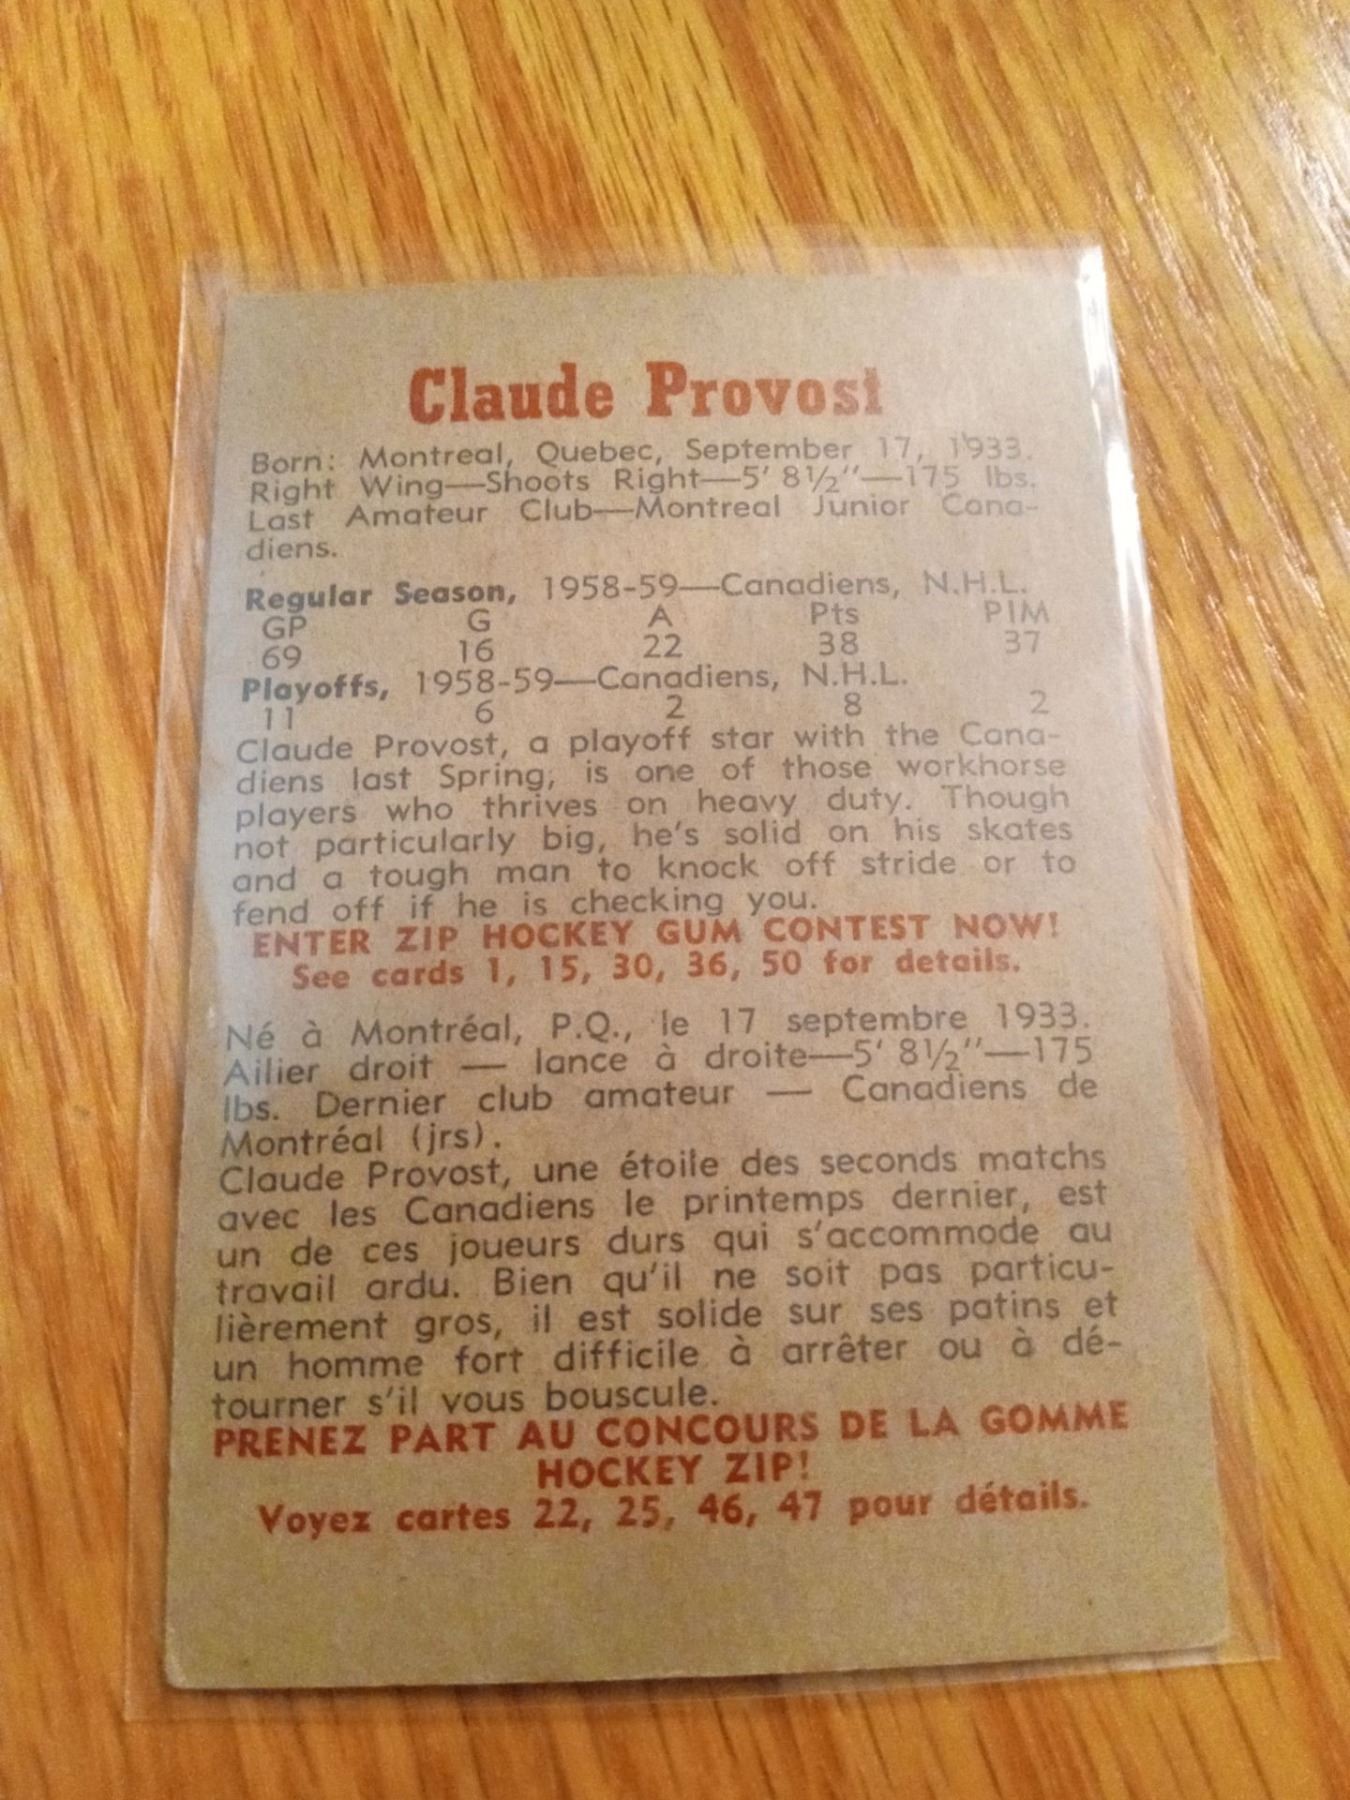 Claude Provost
Born: Montreal, Quebec, September 17, 1933.
Right Wing—Shoots Right—5' 8½"—175 lbs.
Last Amateur Club—Montreal Junior Cana-
diens.
Regular Season, 1958-59—Canadiens, N.H.L.
GP G A Pts PIM
69 16 22 38 37
Playoffs, 1958-59—Canadiens, N.H.L.
11 6 2 8 2
Claude Provost, a playoff star with the Cana-
diens last Spring, is one of those workhorse
players who thrives on heavy duty. Though
not particularly big, he's solid on his skates
and a tough man to knock off stride or to
fend off if he is checking you.
ENTER ZIP HOCKEY GUM CONTEST NOW!
See cards 1, 15, 30, 36, 50 for details.
Né à Montréal, P.Q., le 17 septembre 1933.
Ailier droit — lance à droite—5' 8½"—175
lbs. Dernier club amateur — Canadiens de
Montréal (jrs).
Claude Provost, une étoile des seconds matchs
avec les Canadiens le printemps dernier, est
un de ces joueurs durs qui s'accommode au
travail ardu. Bien qu'il ne soit pas particu-
lièrement gros, il est solide sur ses patins et
un homme fort difficile à arrêter ou à dé-
tourner s'il vous bouscule.
PRENEZ PART AU CONCOURS DE LA GOMME
HOCKEY ZIP!
Voyez cartes 22, 25, 46, 47 pour détails.